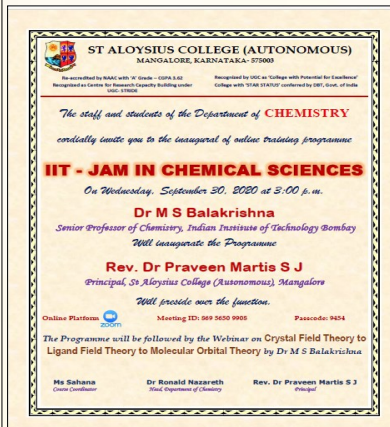 ST ALOYSIUS COLLEGE (AUTONOMOUS)
MANGALORE, KARNATAKA- 575003
Re-accredited by NAAC with 'A' Grade – CGPA 3.62
Recognized as Centre for Research Capacity Building under
UGC- STRIDE
Recognized by UGC as 'College with Potential for Excellence'
College with 'STAR STATUS' conferred by DBT, Govt. of India
The staff and students of the Department of CHEMISTRY
cordially invite you to the inaugural of online training programme
IIT - JAM IN CHEMICAL SCIENCES
On Wednesday, September 30, 2020 at 3:00 p.m.
Dr M S Balakrishna
Senior Professor of Chemistry, Indian Institute of Technology Bombay
Will inaugurate the Programme
Rev. Dr Praveen Martis S J
Principal, St Aloysius College (Autonomous), Mangalore
Will preside over the function.
Online Platform zoom Meeting ID: 869 5650 9908 Passcode: 9454
The Programme will be followed by the Webinar on Crystal Field Theory to
Ligand Field Theory to Molecular Orbital Theory by Dr M S Balakrishna
Ms Sahana Dr Ronald Nazareth Rev. Dr Praveen Martis S J
Course Coordinator Head, Department of Chemistry Principal